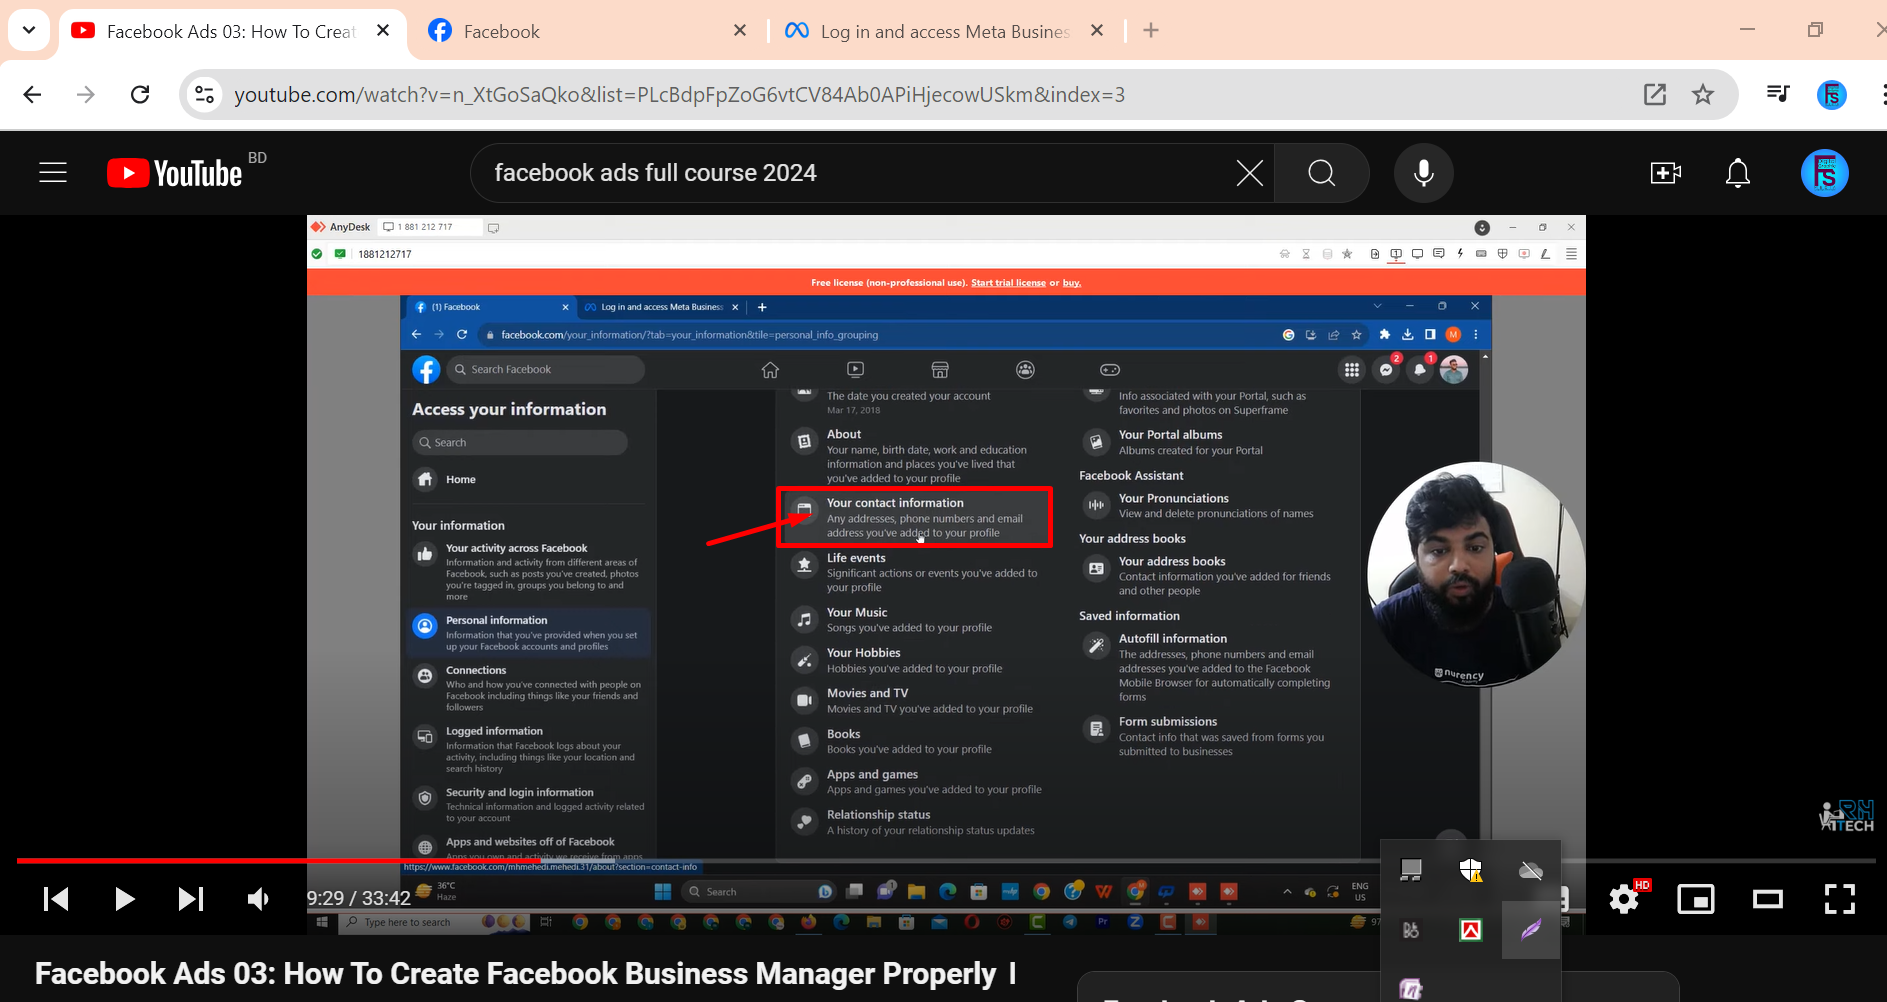 Facebook Ads 03: How To Creat
Facebook
Log in and access Meta Busines
youtube.com/watch?v=n_XtGoSaQko&list=PLcBdpFpZoG6vtCV84Ab0APiHjecowUSkm&index=3
YouTube BD
facebook ads full course 2024
AnyDesk
1 881 212 717
1881212717
Free license (non-professional use). Start trial license or buy.
(1) Facebook
Log in and access Meta Business
facebook.com/your_information/?tab=your_information&tile=personal_info_grouping
M
Search Facebook
2
1
Access your information
Search
Home
Your information
Your activity across Facebook
Information and activity from different areas of
Facebook, such as posts you've created, photos
you're tagged in, groups you belong to and
more
Personal information
Information that you've provided when you set
up your Facebook accounts and profiles
Connections
Who and how you've connected with people on
Facebook including things like your friends and
followers
Logged information
Information that Facebook logs about your
activity, including things like your location and
search history
Security and login information
Technical information and logged activity related
to your account
Apps and websites off of Facebook
Apps you own and activity we receive from apps
https://www.facebook.com/mhmehedi.mehedi.31/about?section=contact-info
The date you created your account
Mar 17, 2018
About
Your name, birth date, work and education
information and places you've lived that
you've added to your profile
Your contact information
Any addresses, phone numbers and email
address you've added to your profile
Life events
Significant actions or events you've added to
your profile
Your Music
Songs you've added to your profile
Your Hobbies
Hobbies you've added to your profile
Movies and TV
Movies and TV you've added to your profile
Books
Books you've added to your profile
Apps and games
Apps and games you've added to your profile
Relationship status
A history of your relationship status updates
Info associated with your Portal, such as
favorites and photos on Superframe
Your Portal albums
Albums created for your Portal
Facebook Assistant
Your Pronunciations
View and delete pronunciations of names
Your address books
Your address books
Contact information you've added for friends
and other people
Saved information
Autofill information
The addresses, phone numbers and email
addresses you've added to the Facebook
Mobile Browser for automatically completing
forms
Form submissions
Contact info that was saved from forms you
submitted to businesses
nurency
RH
ITECH
36°C
Haze
Search
ENG
US
9:29 / 33:42
HD
Type here to search
Pr
Z
97
Facebook Ads 03: How To Create Facebook Business Manager Properly |